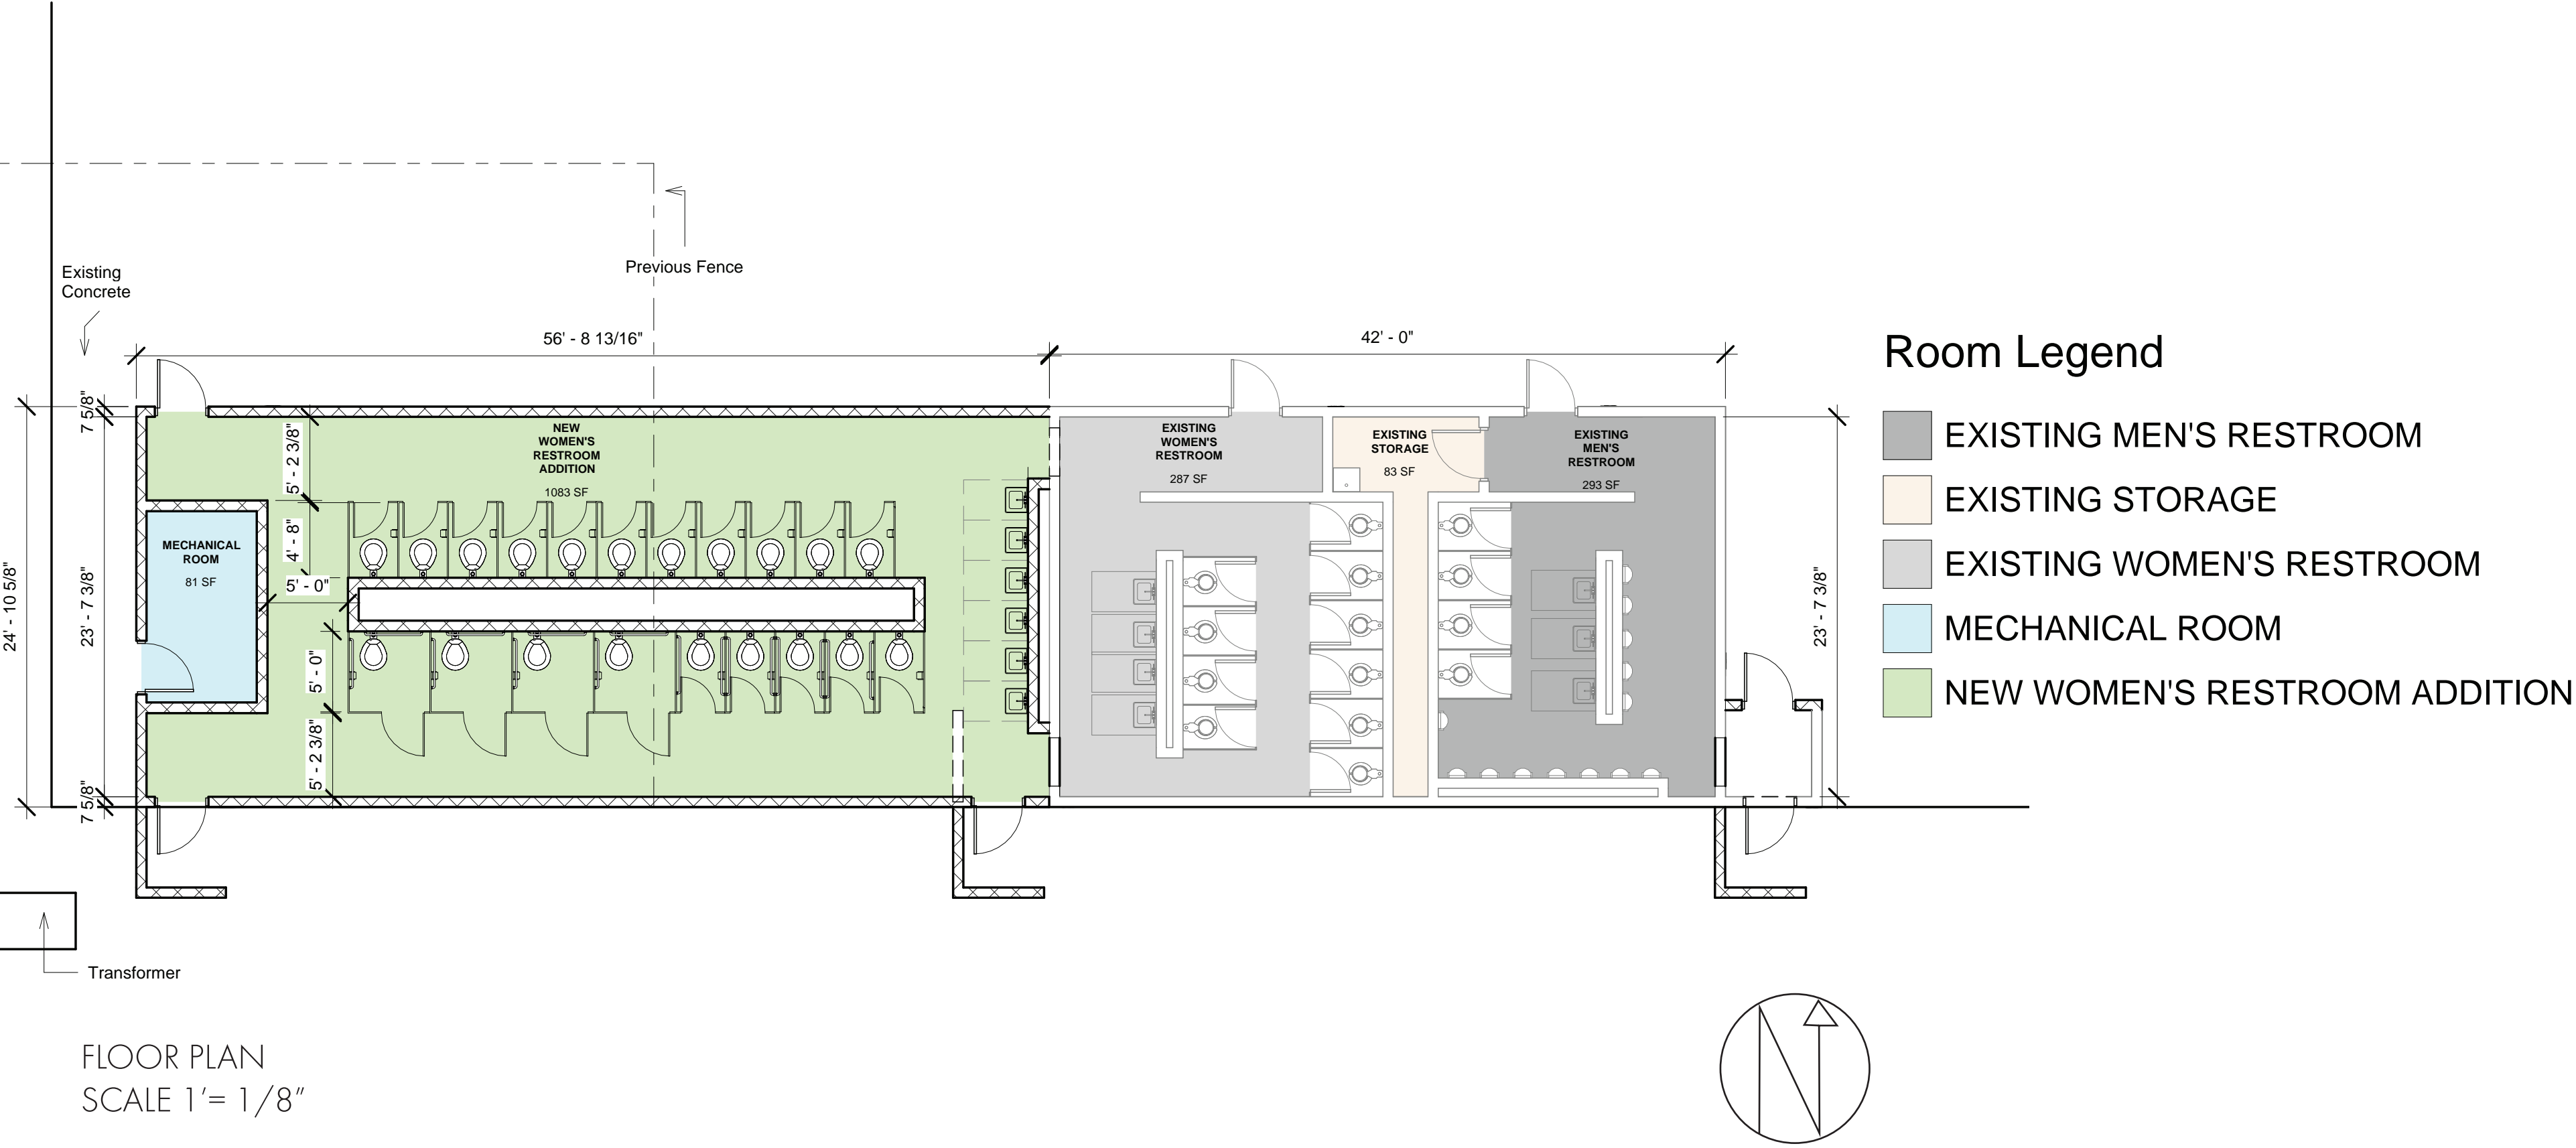 Existing
Concrete
Previous Fence
56' - 8 13/16"
42' - 0"
7 5/8"
24' - 10 5/8"
23' - 7 3/8"
7 5/8"
5' - 2 3/8"
4' - 8"
5' - 0"
5' - 0"
5' - 2 3/8"
NEW
WOMEN'S
RESTROOM
ADDITION
1083 SF
MECHANICAL
ROOM
81 SF
EXISTING
WOMEN'S
RESTROOM
287 SF
EXISTING
STORAGE
83 SF
EXISTING
MEN'S
RESTROOM
293 SF
23' - 7 3/8"
Room Legend
EXISTING MEN'S RESTROOM
EXISTING STORAGE
EXISTING WOMEN'S RESTROOM
MECHANICAL ROOM
NEW WOMEN'S RESTROOM ADDITION
Transformer
FLOOR PLAN
SCALE 1'= 1/8"
N